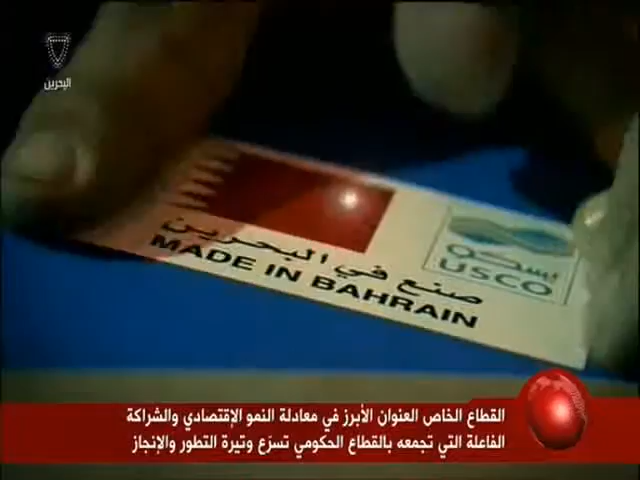 البحرين
صنع في البحرين
MADE IN BAHRAIN
يسكو
USCO
القطاع الخاص العنوان الأبرز في معادلة النمو الإقتصادي والشراكة
الفاعلة التي تجمعه بالقطاع الحكومي تسرّع وتيرة التطور والإنجاز